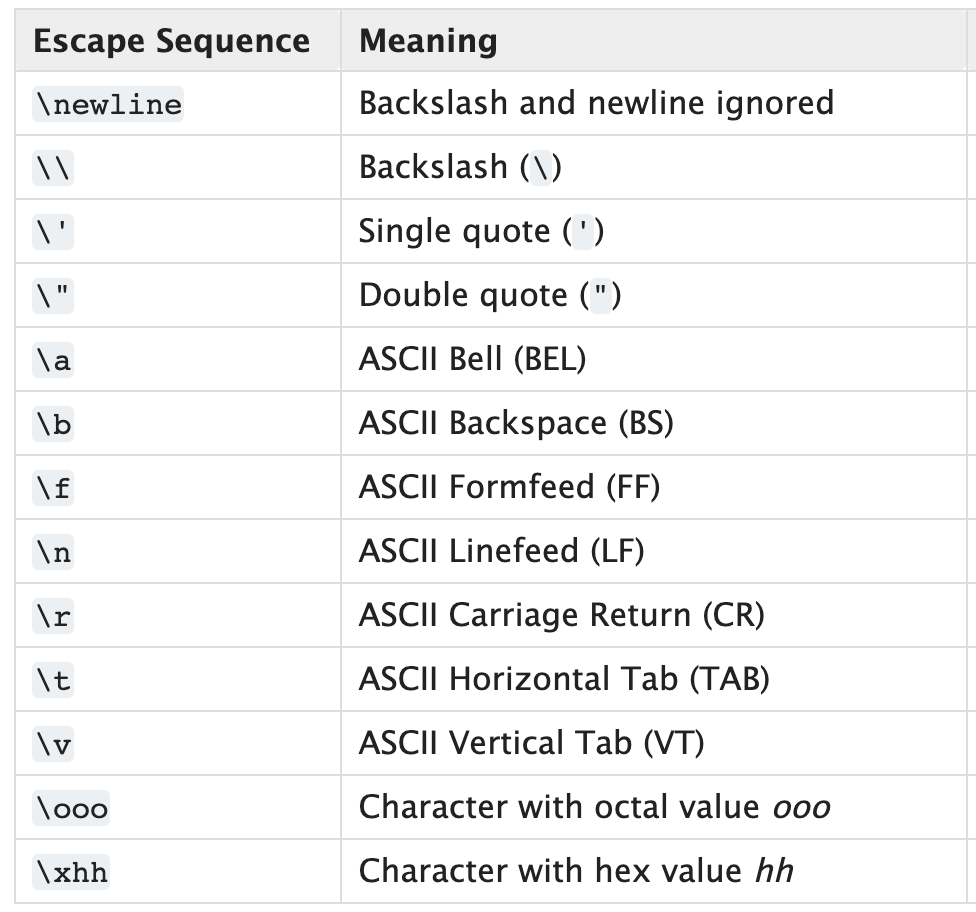 Escape Sequence Meaning
\newline Backslash and newline ignored
\\ Backslash (\)
\' Single quote (')
\" Double quote (")
\a ASCII Bell (BEL)
\b ASCII Backspace (BS)
\f ASCII Formfeed (FF)
\n ASCII Linefeed (LF)
\r ASCII Carriage Return (CR)
\t ASCII Horizontal Tab (TAB)
\v ASCII Vertical Tab (VT)
\ooo Character with octal value ooo
\xhh Character with hex value hh